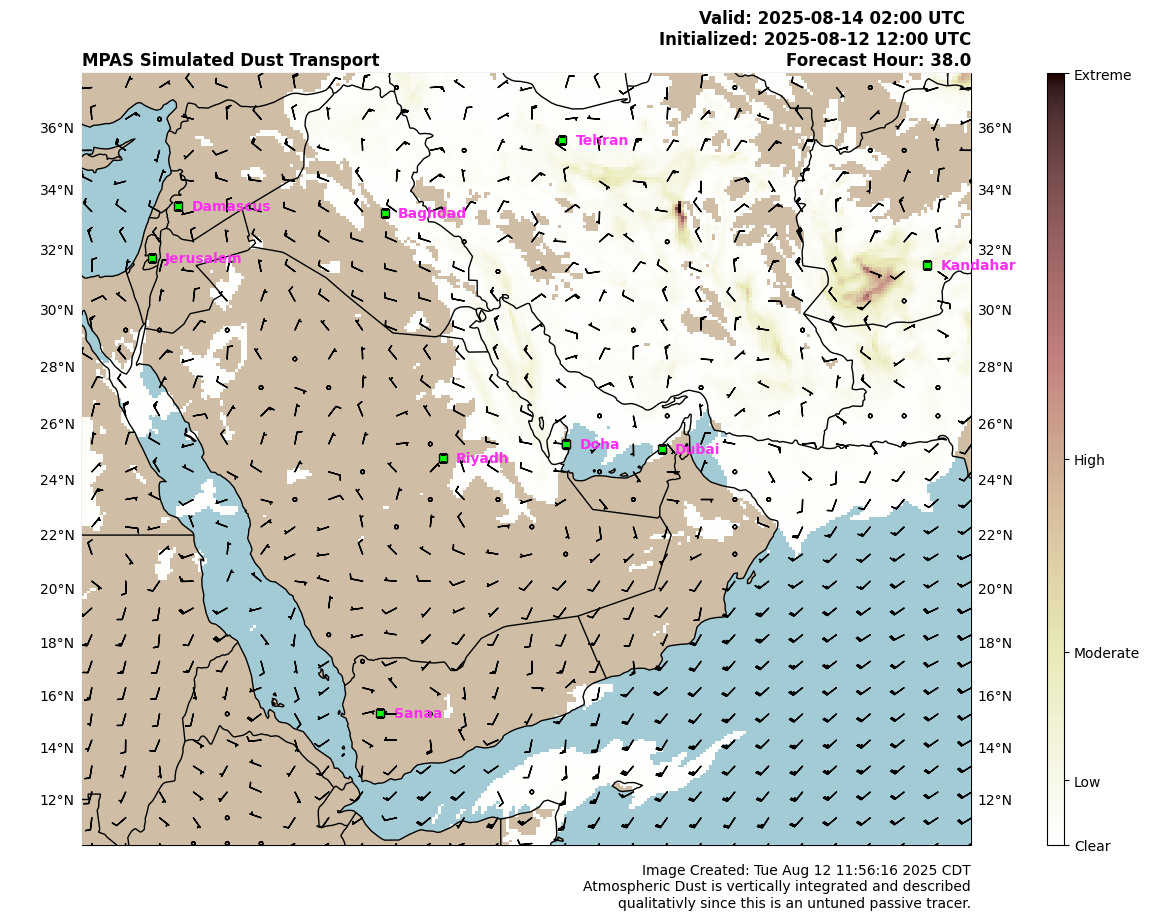 Valid: 2025-08-14 02:00 UTC
Initialized: 2025-08-12 12:00 UTC
MPAS Simulated Dust Transport
Forecast Hour: 38.0
Extreme
36°N
36°N
Tehran
34°N
34°N
Damascus
Baghdad
32°N
32°N
Jerusalem
Kandahar
30°N
30°N
28°N
28°N
26°N
26°N
Doha
Dubai
Riyadh
High
24°N
24°N
22°N
22°N
20°N
20°N
18°N
18°N
Moderate
16°N
16°N
Sanaa
14°N
14°N
Low
12°N
12°N
Clear
Image Created: Tue Aug 12 11:56:16 2025 CDT
Atmospheric Dust is vertically integrated and described
qualitativly since this is an untuned passive tracer.